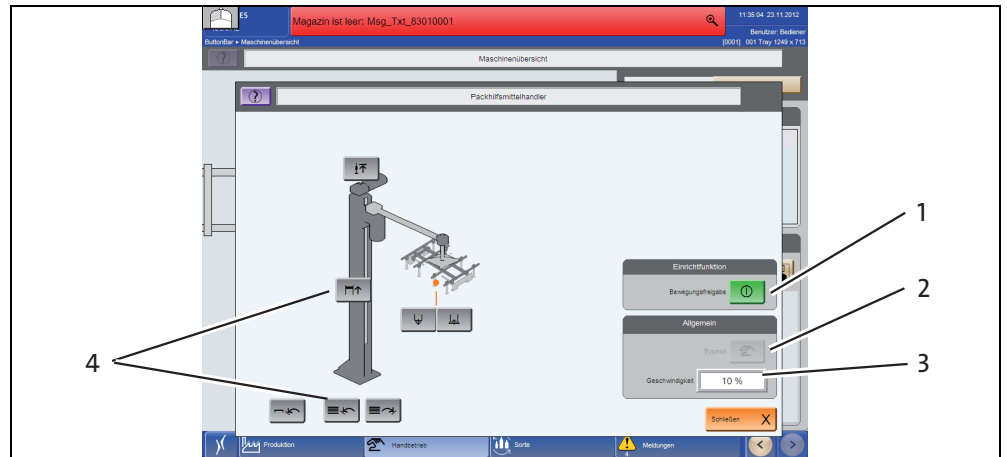 ES
Magazin ist leer: Msg_Txt_83010001
11:35:04 23.11.2012
Benutzer: Bediener
ButtonBar ▸ Maschinenübersicht
[0001] 001 Tray 1249 x 713
?
Maschinenübersicht
?
Packhilfsmittelhandler
1
Einrichtfunktion
Bewegungsfreigabe
2
Allgemein
Bypass
3
Geschwindigkeit
10 %
4
Schließen X
Produktion
Handbetrieb
Sorte
4
Meldungen
< >